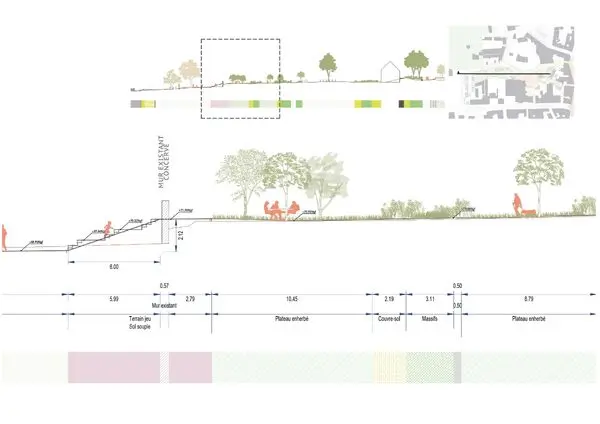 MUR EXISTANT
CONCERVÉ
2.12
6.00
0.57
0.50
5.99
2.79
10.45
2.19
3.11
8.79
Mur existant
0.50
Terrain jeu
Plateau enherbé
Couvre-sol
Massifs
Plateau enherbé
Sol souple